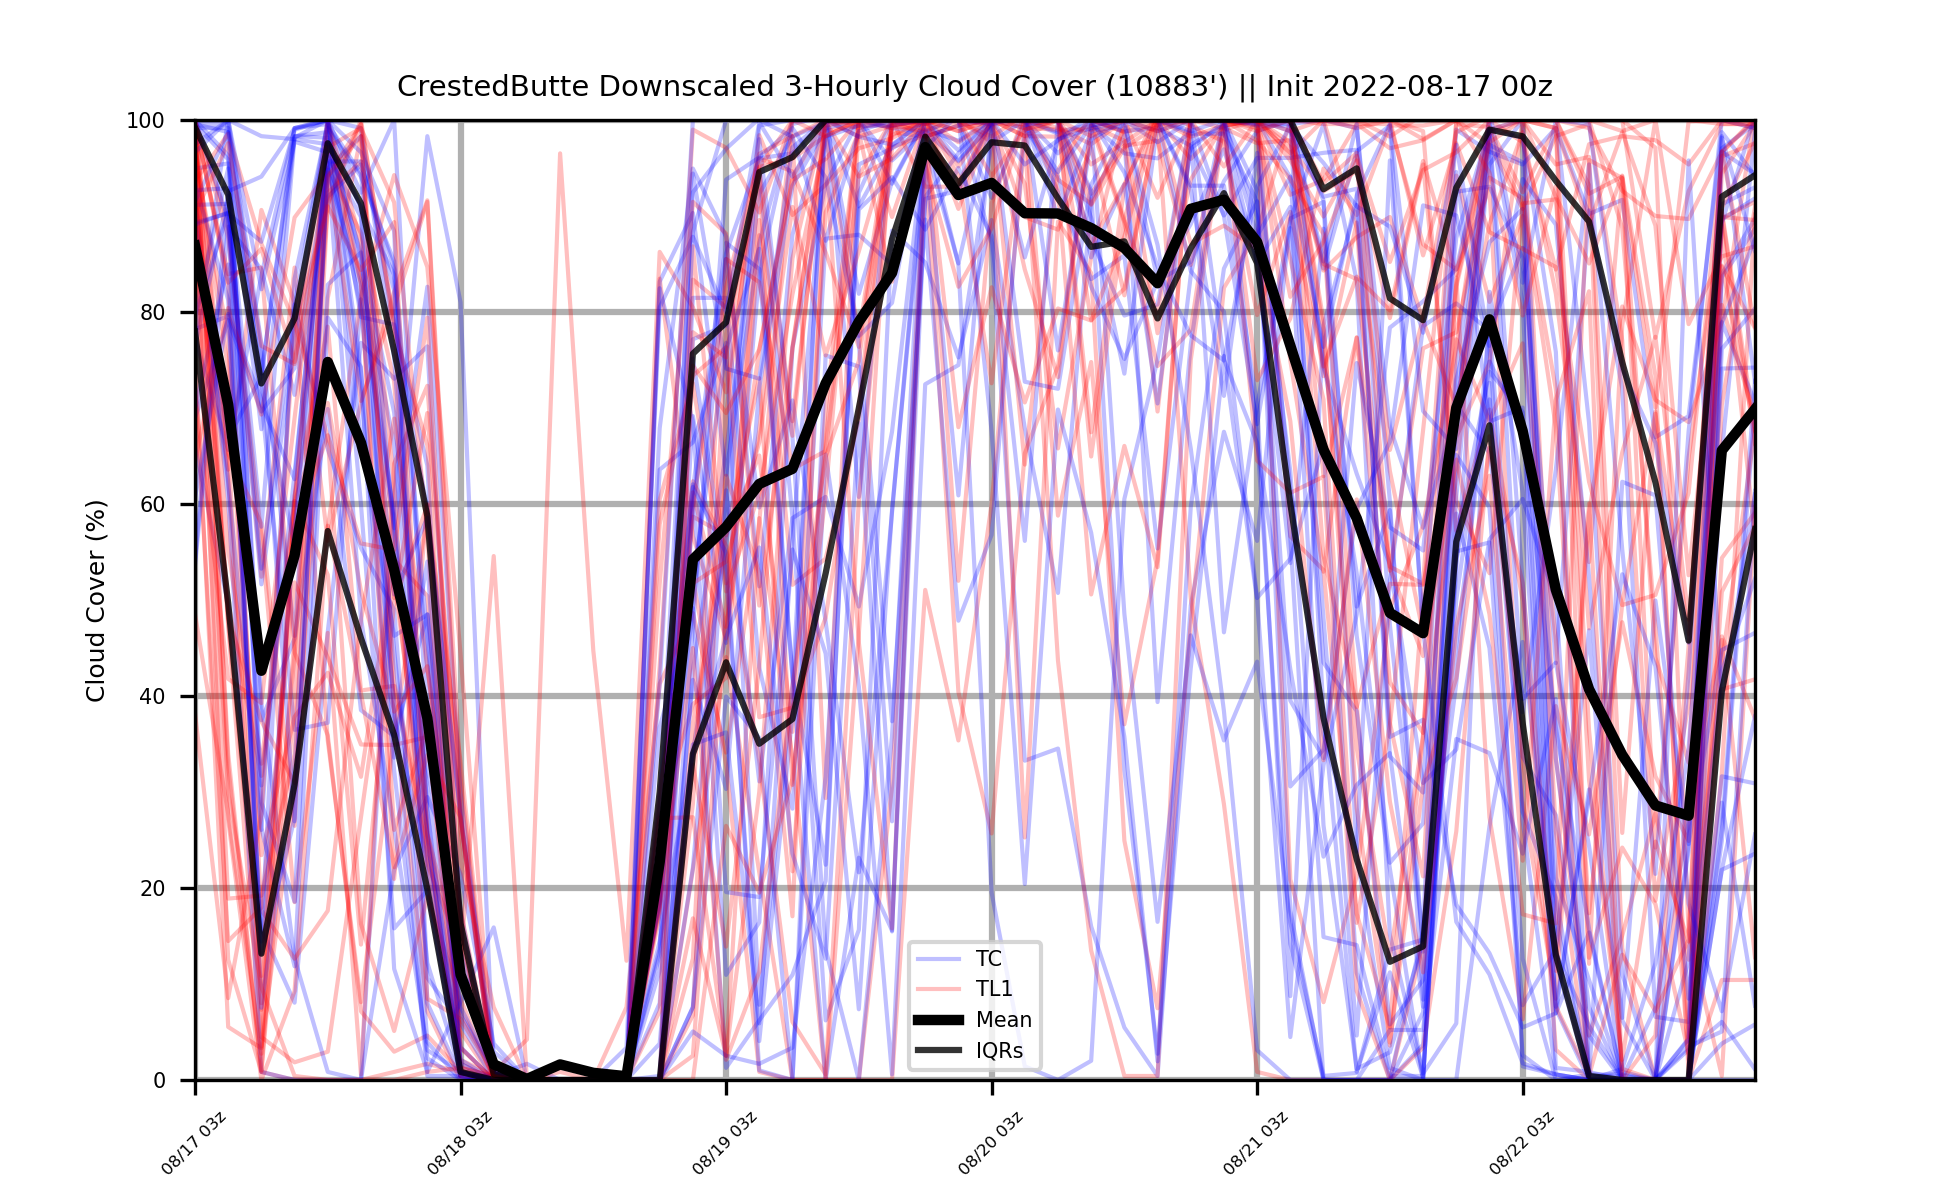 CrestedButte Downscaled 3-Hourly Cloud Cover (10883') || Init 2022-08-17 00z
Cloud Cover (%)
100
80
60
40
20
0
TC
TL1
Mean
IQRs
08/17 03z
08/18 03z
08/19 03z
08/20 03z
08/21 03z
08/22 03z